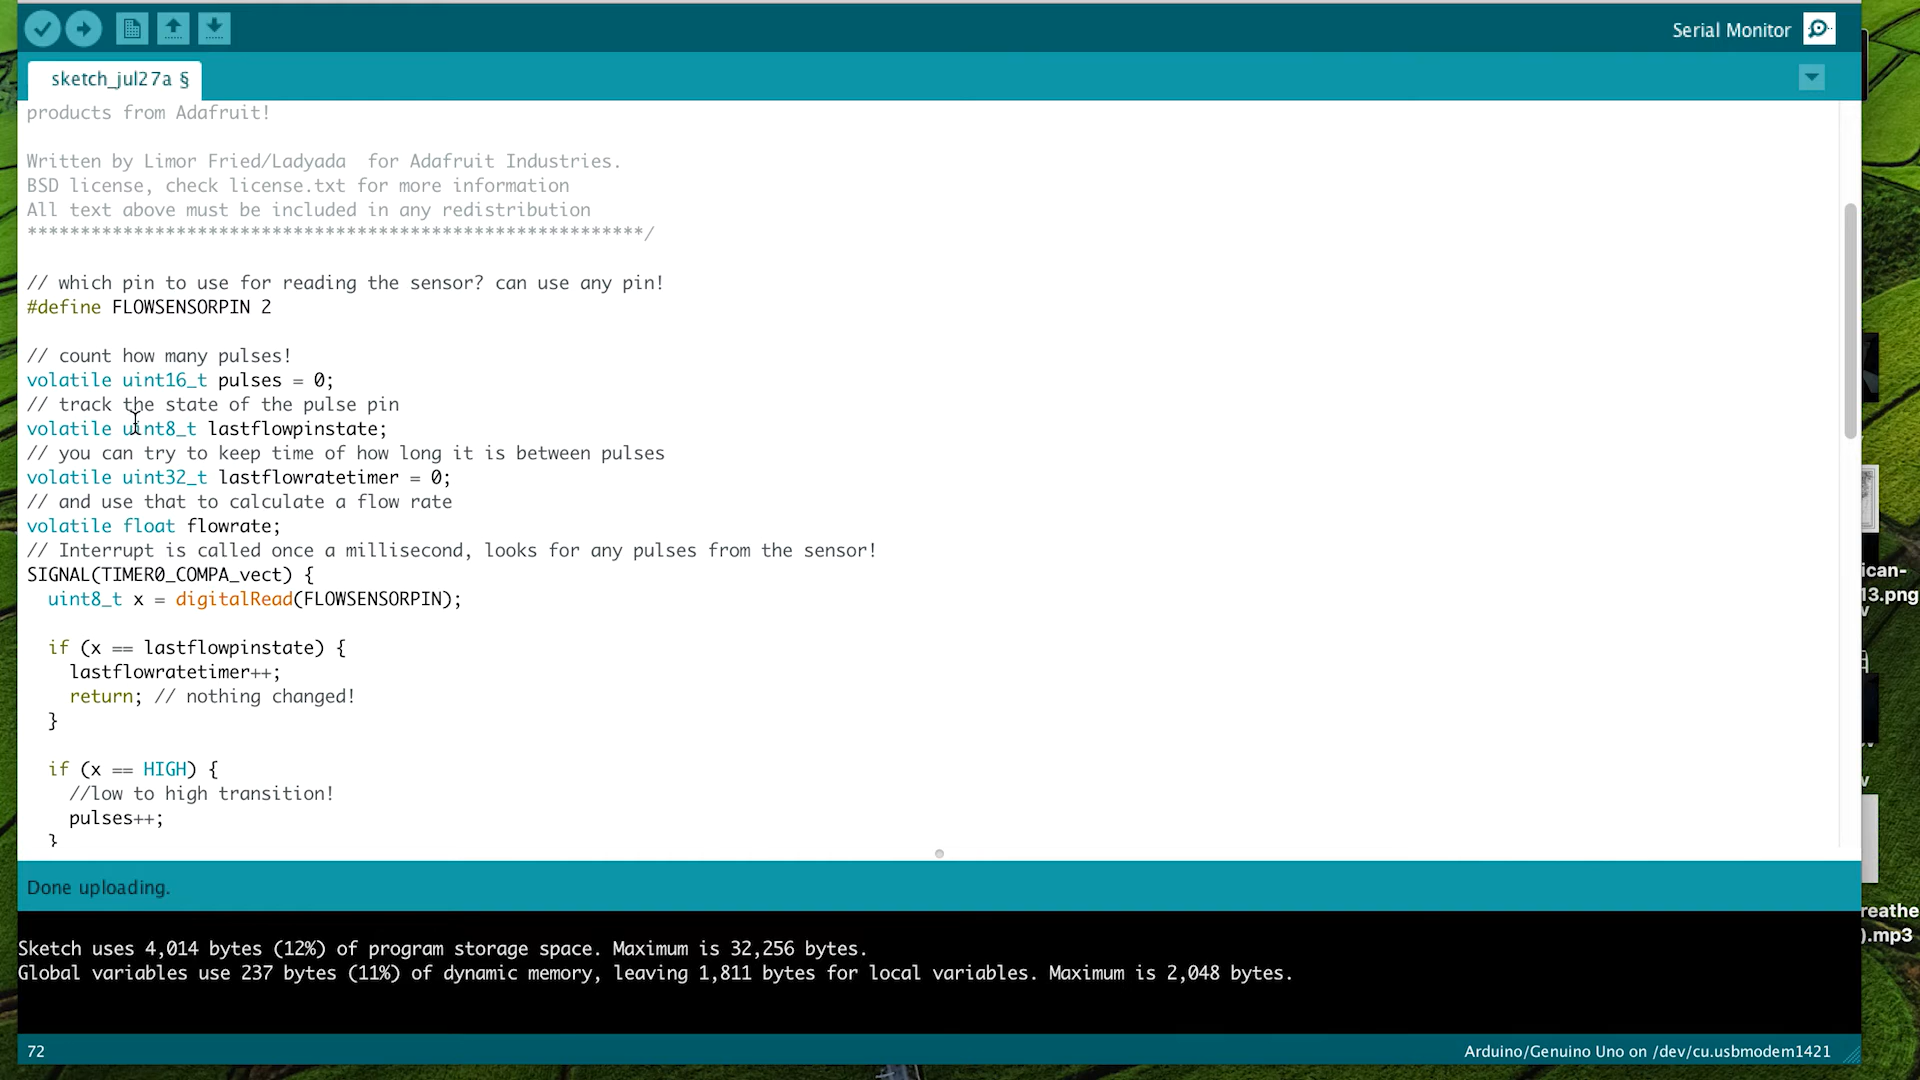 Serial Monitor
sketch_jul27a §
products from Adafruit!
Written by Limor Fried/Ladyada  for Adafruit Industries.
BSD license, check license.txt for more information
All text above must be included in any redistribution
**********************************************************/
// which pin to use for reading the sensor? can use any pin!
#define FLOWSENSORPIN 2
// count how many pulses!
volatile uint16_t pulses = 0;
// track the state of the pulse pin
volatile uint8_t lastflowpinstate;
// you can try to keep time of how long it is between pulses
volatile uint32_t lastflowratetimer = 0;
// and use that to calculate a flow rate
volatile float flowrate;
// Interrupt is called once a millisecond, looks for any pulses from the sensor!
SIGNAL(TIMER0_COMPA_vect) {
  uint8_t x = digitalRead(FLOWSENSORPIN);
  if (x == lastflowpinstate) {
    lastflowratetimer++;
    return; // nothing changed!
  }
  if (x == HIGH) {
    //low to high transition!
    pulses++;
  }
ican-
13.png
reathe
).mp3
Done uploading.
Sketch uses 4,014 bytes (12%) of program storage space. Maximum is 32,256 bytes.
Global variables use 237 bytes (11%) of dynamic memory, leaving 1,811 bytes for local variables. Maximum is 2,048 bytes.
72
Arduino/Genuino Uno on /dev/cu.usbmodem1421